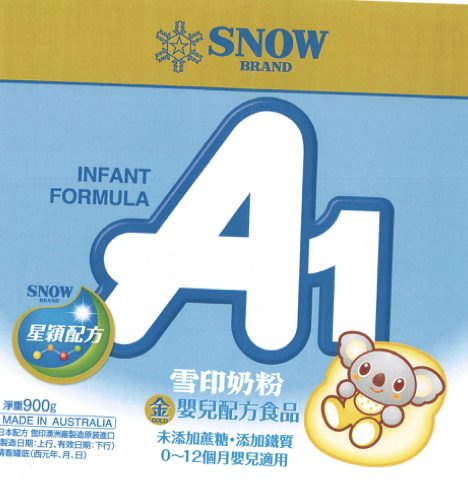 SNOW
BRAND
INFANT
FORMULA
A1
SNOW
BRAND
星穎配方
雪印奶粉
金 嬰兒配方食品
GOLD
未添加蔗糖·添加鐵質
0～12個月嬰兒適用
淨重900g
MADE IN AUSTRALIA
日本配方 雪印澳洲廠製造原裝進口
製造日期:上行, 有效日期:下行)
請看罐底(西元年、月、日)